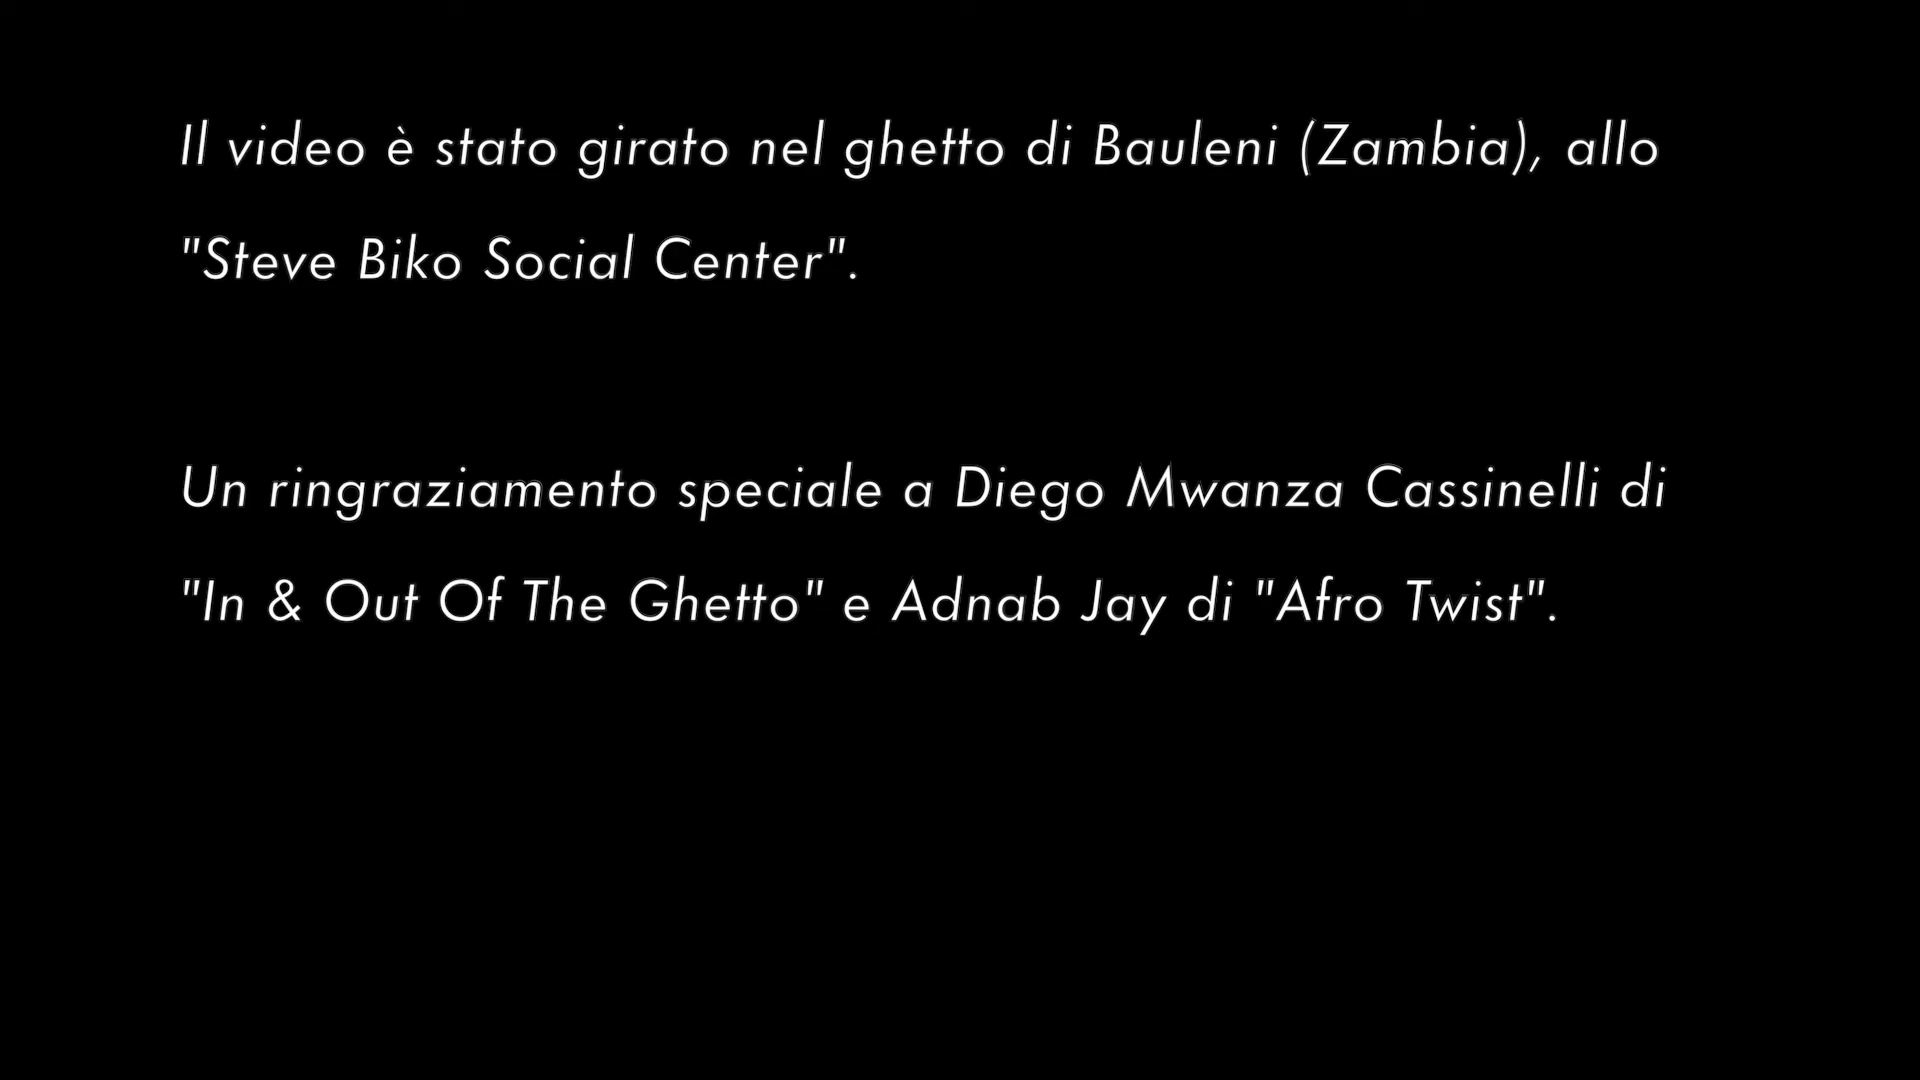 Il video è stato girato nel ghetto di Bauleni (Zambia), allo
"Steve Biko Social Center".
Un ringraziamento speciale a Diego Mwanza Cassinelli di
"In & Out Of The Ghetto" e Adnab Jay di "Afro Twist".